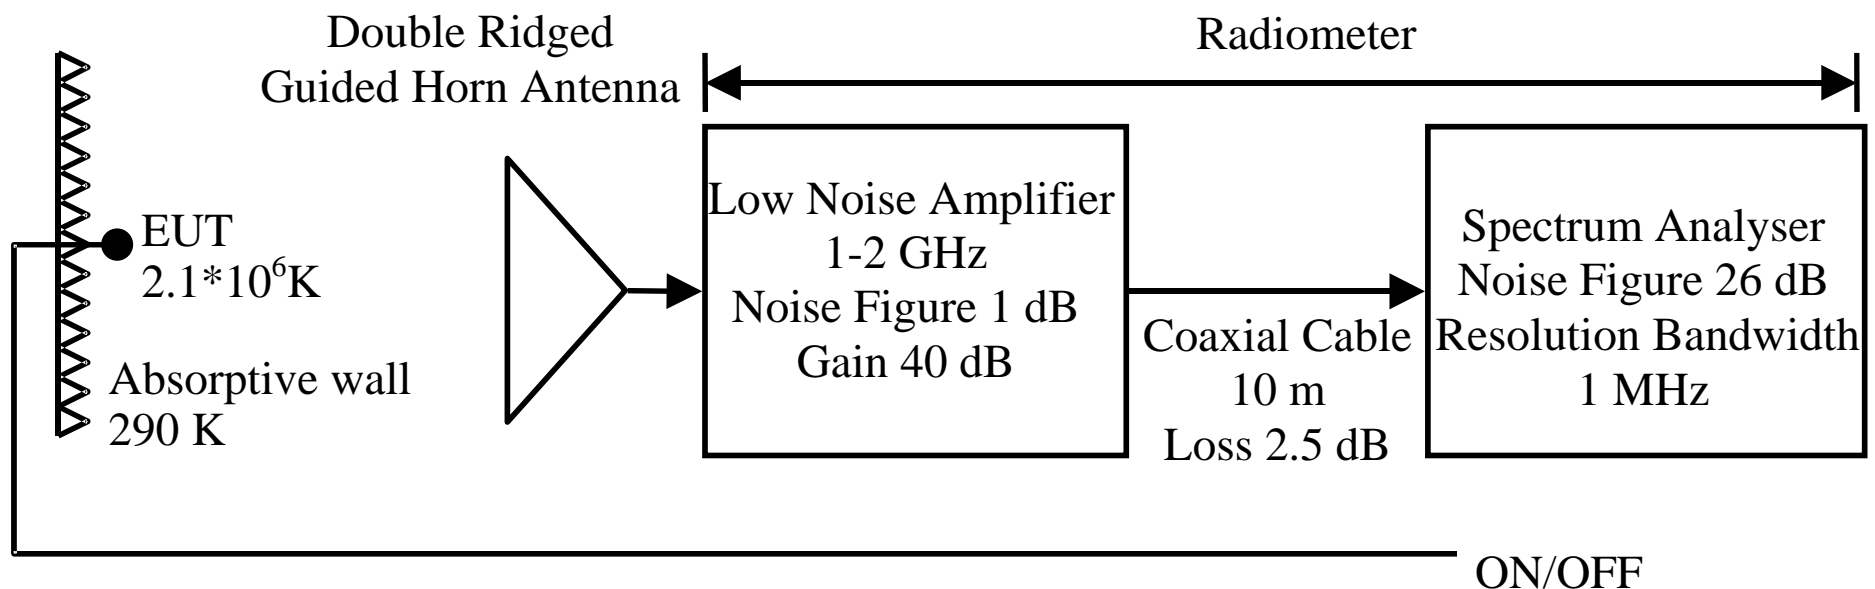 Double Ridged
Guided Horn Antenna
Radiometer
EUT
2.1*10⁶K
Absorptive wall
290 K
Low Noise Amplifier
1-2 GHz
Noise Figure 1 dB
Gain 40 dB
Coaxial Cable
10 m
Loss 2.5 dB
Spectrum Analyser
Noise Figure 26 dB
Resolution Bandwidth
1 MHz
ON/OFF